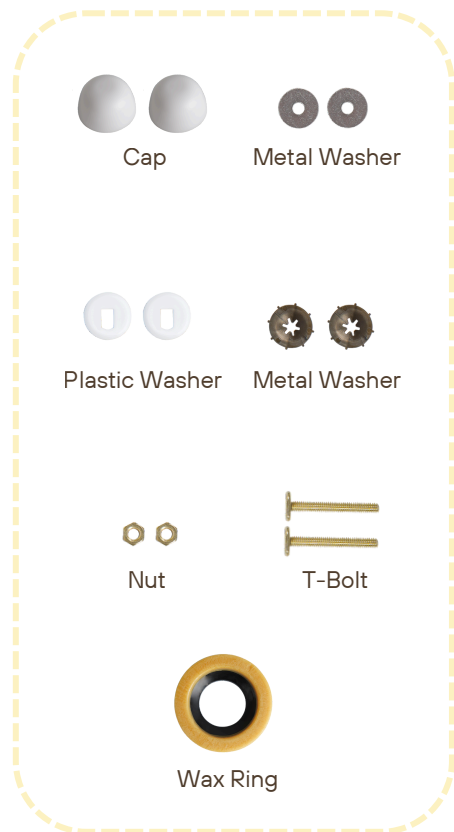 Cap
Metal Washer
Plastic Washer
Metal Washer
Nut
T-Bolt
Wax Ring